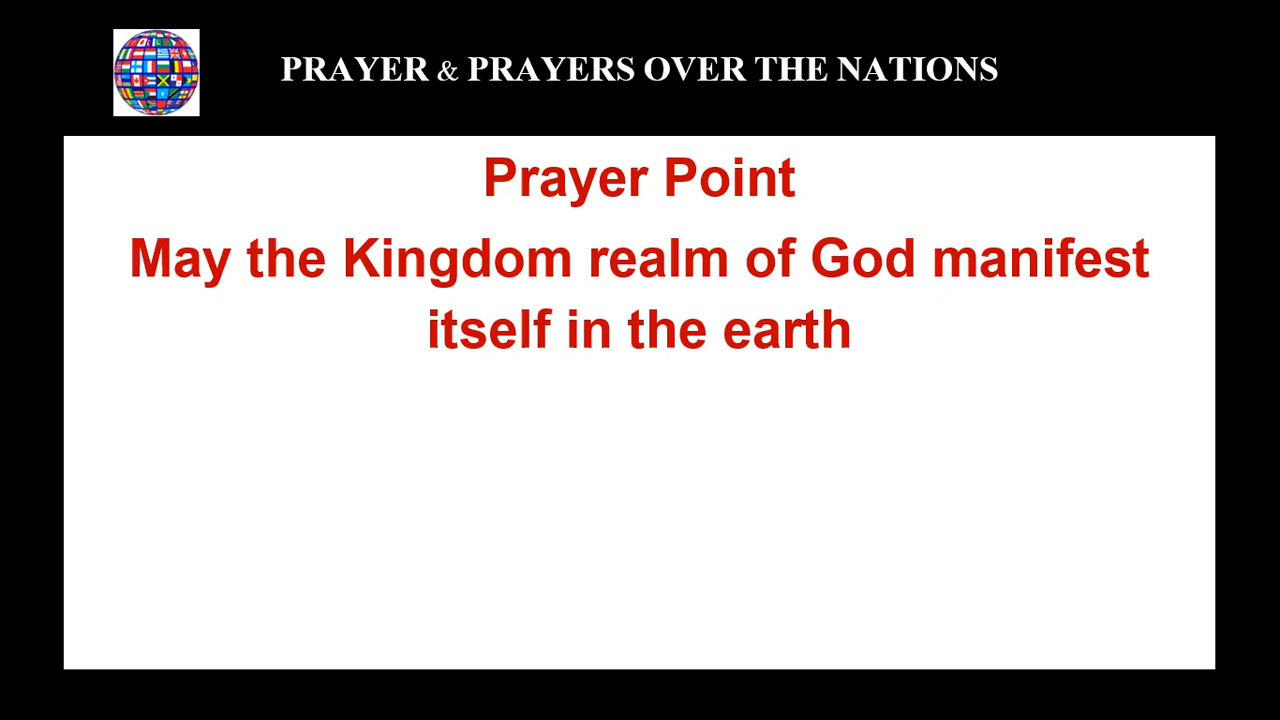 PRAYER & PRAYERS OVER THE NATIONS
Prayer Point
May the Kingdom realm of God manifest
itself in the earth